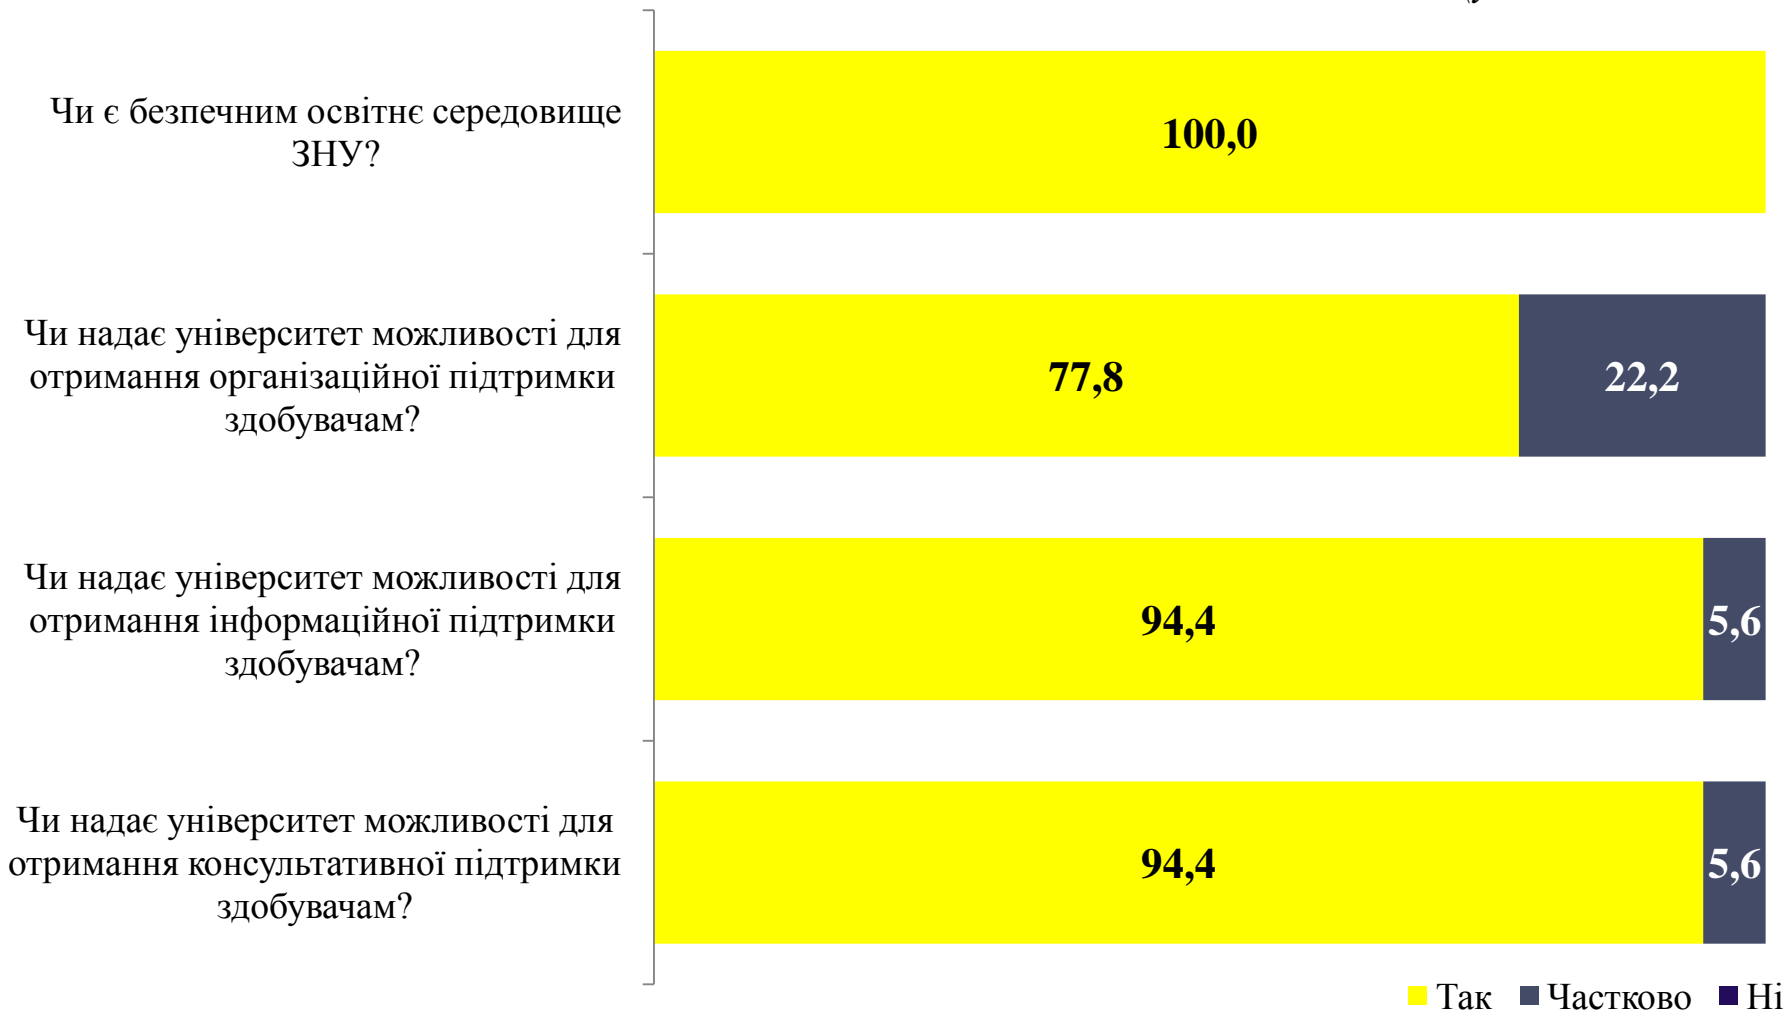 Чи є безпечним освітнє середовище
ЗНУ?
100,0
Чи надає університет можливості для
отримання організаційної підтримки
здобувачам?
77,8
22,2
Чи надає університет можливості для
отримання інформаційної підтримки
здобувачам?
94,4
5,6
Чи надає університет можливості для
отримання консультативної підтримки
здобувачам?
94,4
5,6
Так Частково Ні